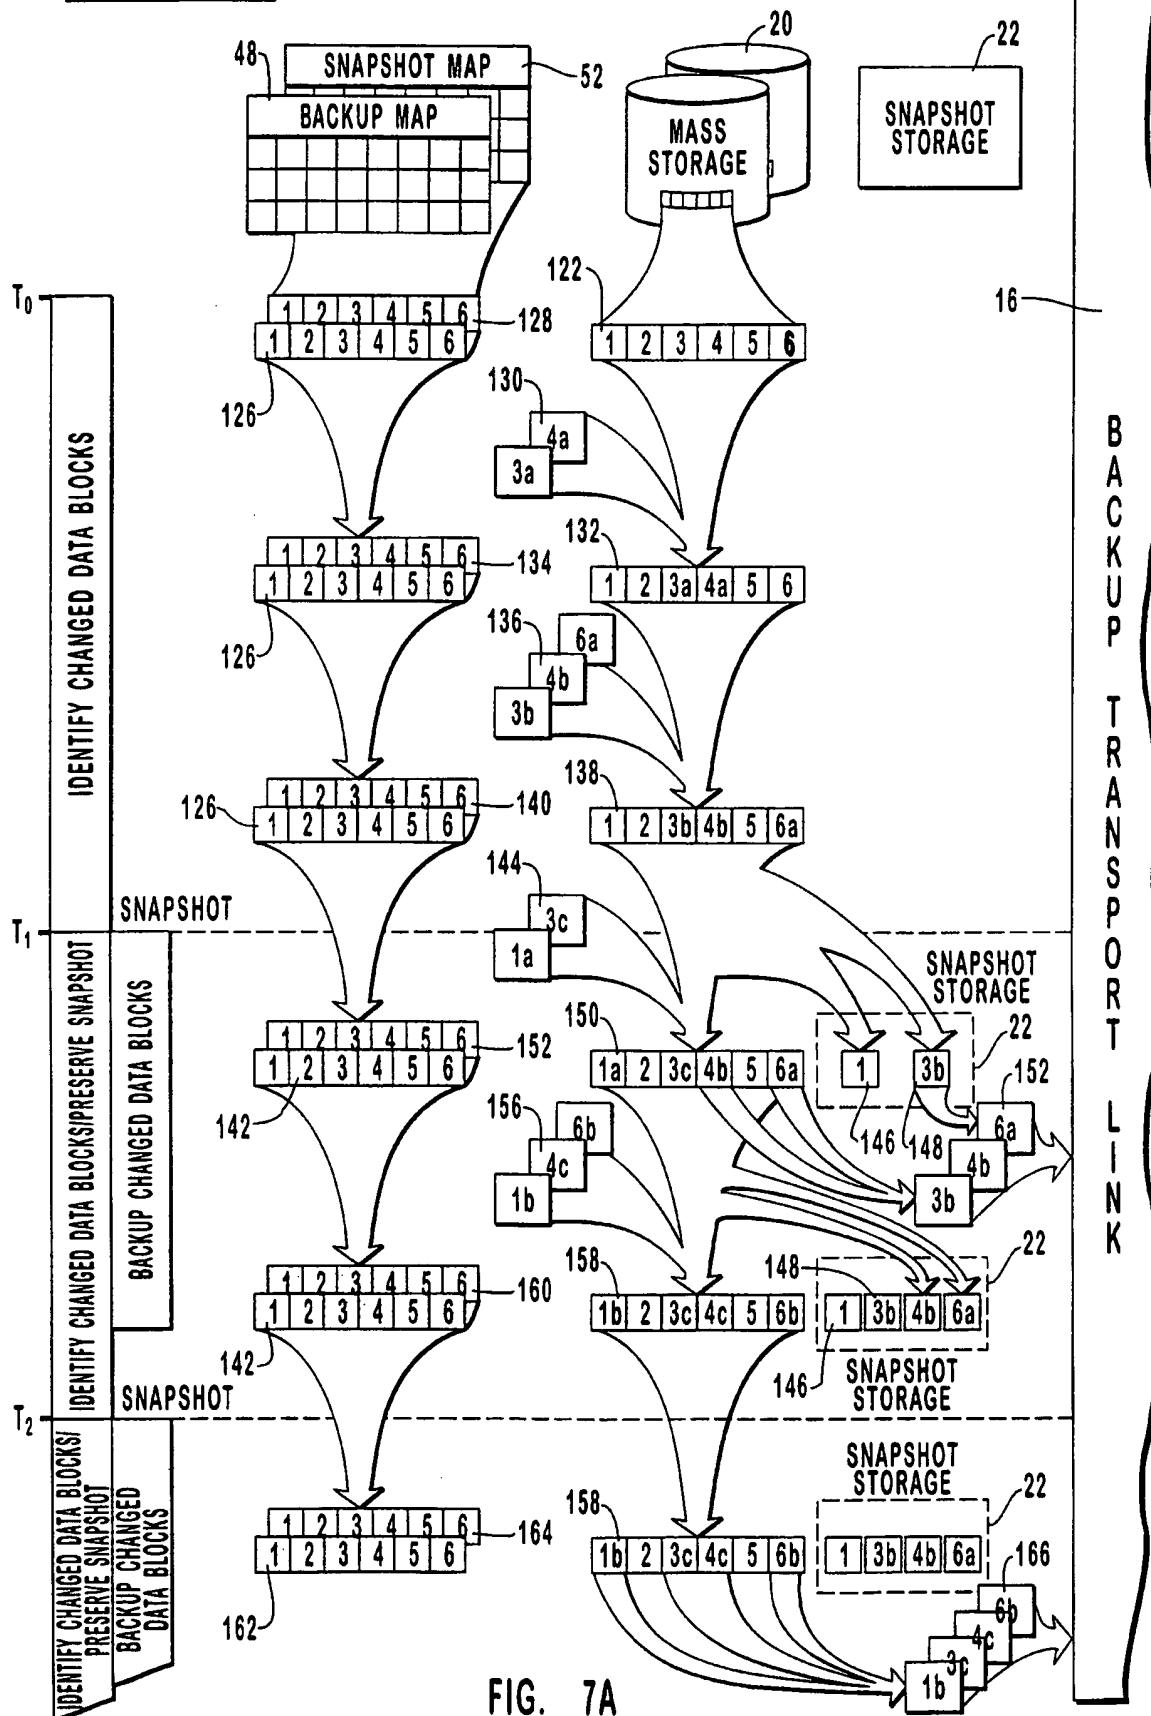 48
SNAPSHOT MAP
52
BACKUP MAP
20
MASS
STORAGE
22
SNAPSHOT
STORAGE
T0
1 2 3 4 5 6
128
1 2 3 4 5 6
126
122
1 2 3 4 5 6
16
130
4a
3a
IDENTIFY CHANGED DATA BLOCKS
BACKUP TRANSPORT LINK
1 2 3 4 5 6
134
1 2 3 4 5 6
126
132
1 2 3a 4a 5 6
136
6a
4b
3b
1 2 3 4 5 6
140
126
1 2 3 4 5 6
138
1 2 3b 4b 5 6a
144
3c
1a
SNAPSHOT
T1
IDENTIFY CHANGED DATA BLOCKS/PRESERVE SNAPSHOT
BACKUP CHANGED DATA BLOCKS
SNAPSHOT
STORAGE
22
1 2 3 4 5 6
152
1 2 3 4 5 6
142
150
1a 2 3c 4b 5 6a
1 3b
146
148
152
6a
4b
3b
156
6b
4c
1b
1 2 3 4 5 6
160
1 2 3 4 5 6
142
158
1b 2 3c 4c 5 6b
148
22
1 3b 4b 6a
146
SNAPSHOT
STORAGE
SNAPSHOT
T2
IDENTIFY CHANGED DATA BLOCKS/
PRESERVE SNAPSHOT
BACKUP CHANGED
DATA BLOCKS
SNAPSHOT
STORAGE
22
1 2 3 4 5 6
164
1 2 3 4 5 6
162
158
1b 2 3c 4c 5 6b
1 3b 4b 6a
166
6b
4c
3c
1b
FIG. 7A